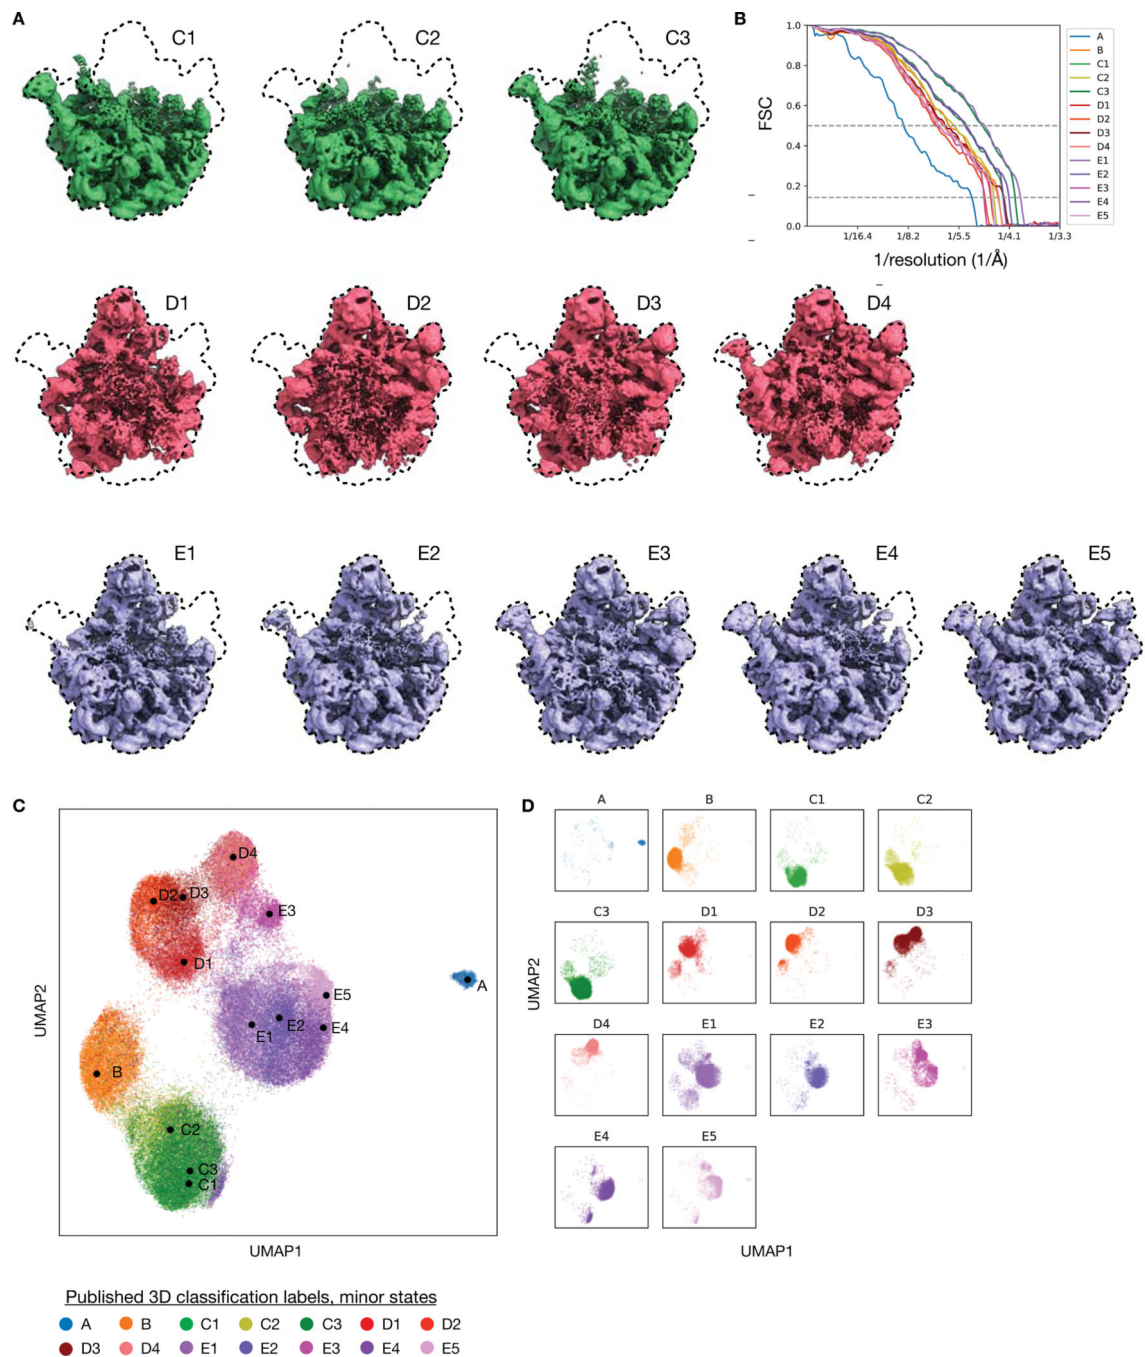 A
C1
C2
C3
B
FSC
1.0
0.8
0.6
0.4
0.2
0.0
1/16.4 1/8.2 1/5.5 1/4.1 1/3.3
1/resolution (1/Å)
A
B
C1
C2
C3
D1
D2
D3
D4
E1
E2
E3
E4
E5
D1
D2
D3
D4
E1
E2
E3
E4
E5
C
UMAP2
D4
D2
D3
E3
D1
A
E5
E2
E1
E4
B
C2
C3
C1
UMAP1
D
UMAP2
A B C1 C2
C3 D1 D2 D3
D4 E1 E2 E3
E4 E5
UMAP1
Published 3D classification labels, minor states
A B C1 C2 C3 D1 D2
D3 D4 E1 E2 E3 E4 E5